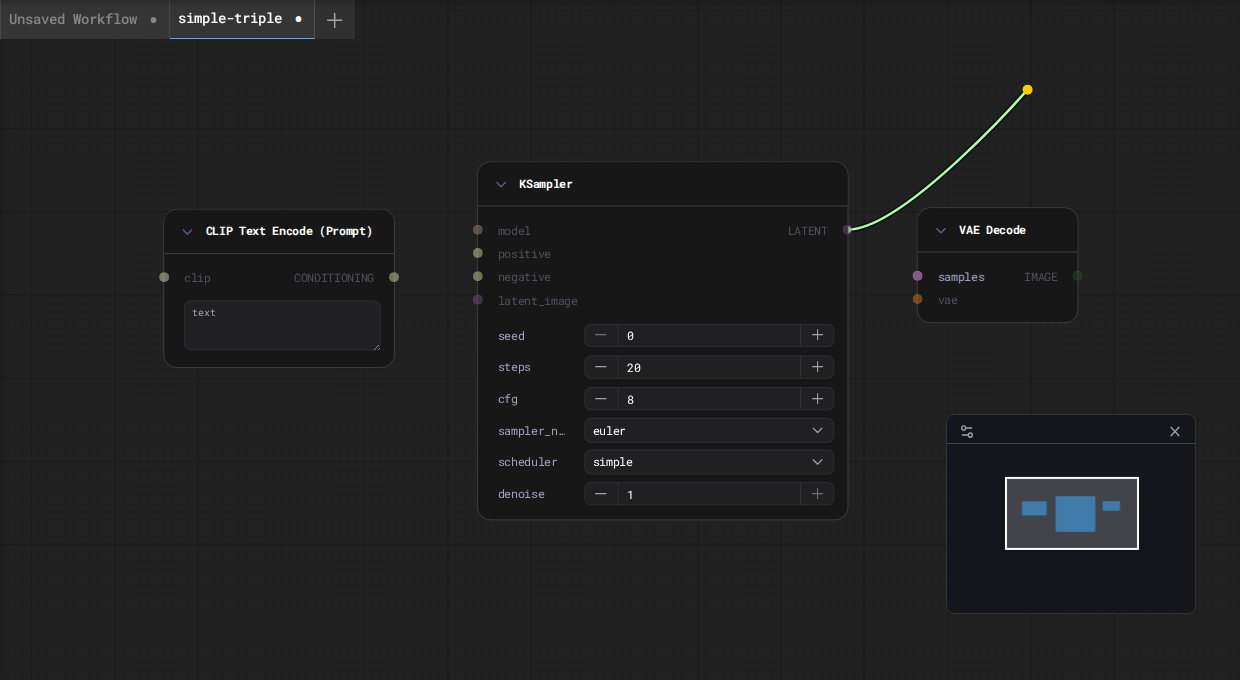 Unsaved Workflow
simple-triple
CLIP Text Encode (Prompt)
clip CONDITIONING
text
KSampler
model LATENT
positive
negative
latent_image
seed 0
steps 20
cfg 8
sampler_n… euler
scheduler simple
denoise 1
VAE Decode
samples IMAGE
vae